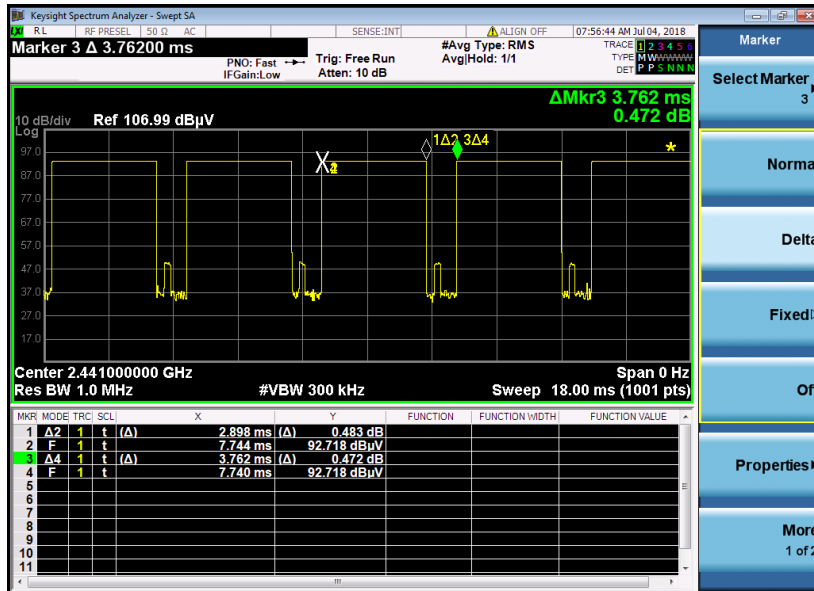 Keysight Spectrum Analyzer - Swept SA
LXI RL RF PRESEL 50 Ω AC SENSE:INT ALIGN OFF 07:56:44 AM Jul 04, 2018
Marker 3 Δ 3.76200 ms
PNO: Fast
IFGain:Low
Trig: Free Run
Atten: 10 dB
#Avg Type: RMS
Avg|Hold: 1/1
TRACE 1 2 3 4 5 6
TYPE M W W W W W
DET P P S N N N
ΔMkr3 3.762 ms
0.472 dB
10 dB/div Ref 106.99 dBµV
Log
97.0
87.0
77.0
67.0
57.0
47.0
37.0
27.0
17.0
1Δ2 3Δ4
Center 2.441000000 GHz Span 0 Hz
Res BW 1.0 MHz #VBW 300 kHz Sweep 18.00 ms (1001 pts)
MKR MODE TRC SCL X Y FUNCTION FUNCTION WIDTH FUNCTION VALUE
1 Δ2 1 t (Δ) 2.898 ms (Δ) 0.483 dB
2 F 1 t 7.744 ms 92.718 dBµV
3 Δ4 1 t (Δ) 3.762 ms (Δ) 0.472 dB
4 F 1 t 7.740 ms 92.718 dBµV
5
6
7
8
9
10
11
Marker
Select Marker
3
Norma
Delta
Fixed
Of
Properties
More
1 of 2